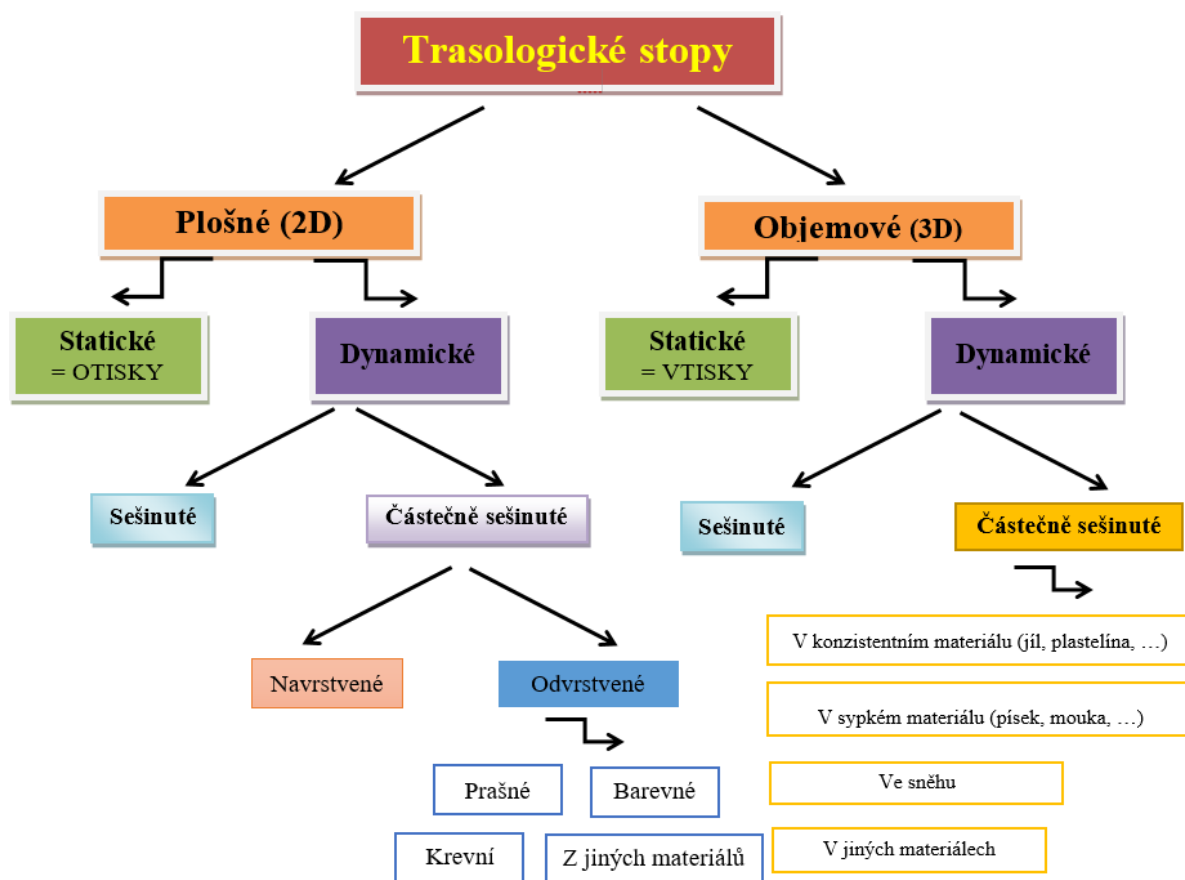 Trasologické stopy
Plošné (2D)
Objemové (3D)
Statické
= OTISKY
Dynamické
Statické
= VTISKY
Dynamické
Sešinuté
Částečně sešinuté
Sešinuté
Částečně sešinuté
Navrstvené
Odvrstvené
V konzistentním materiálu (jíl, plastelína, …)
V sypkém materiálu (písek, mouka, …)
Prašné
Barevné
Ve sněhu
Krevní
Z jiných materiálů
V jiných materiálech